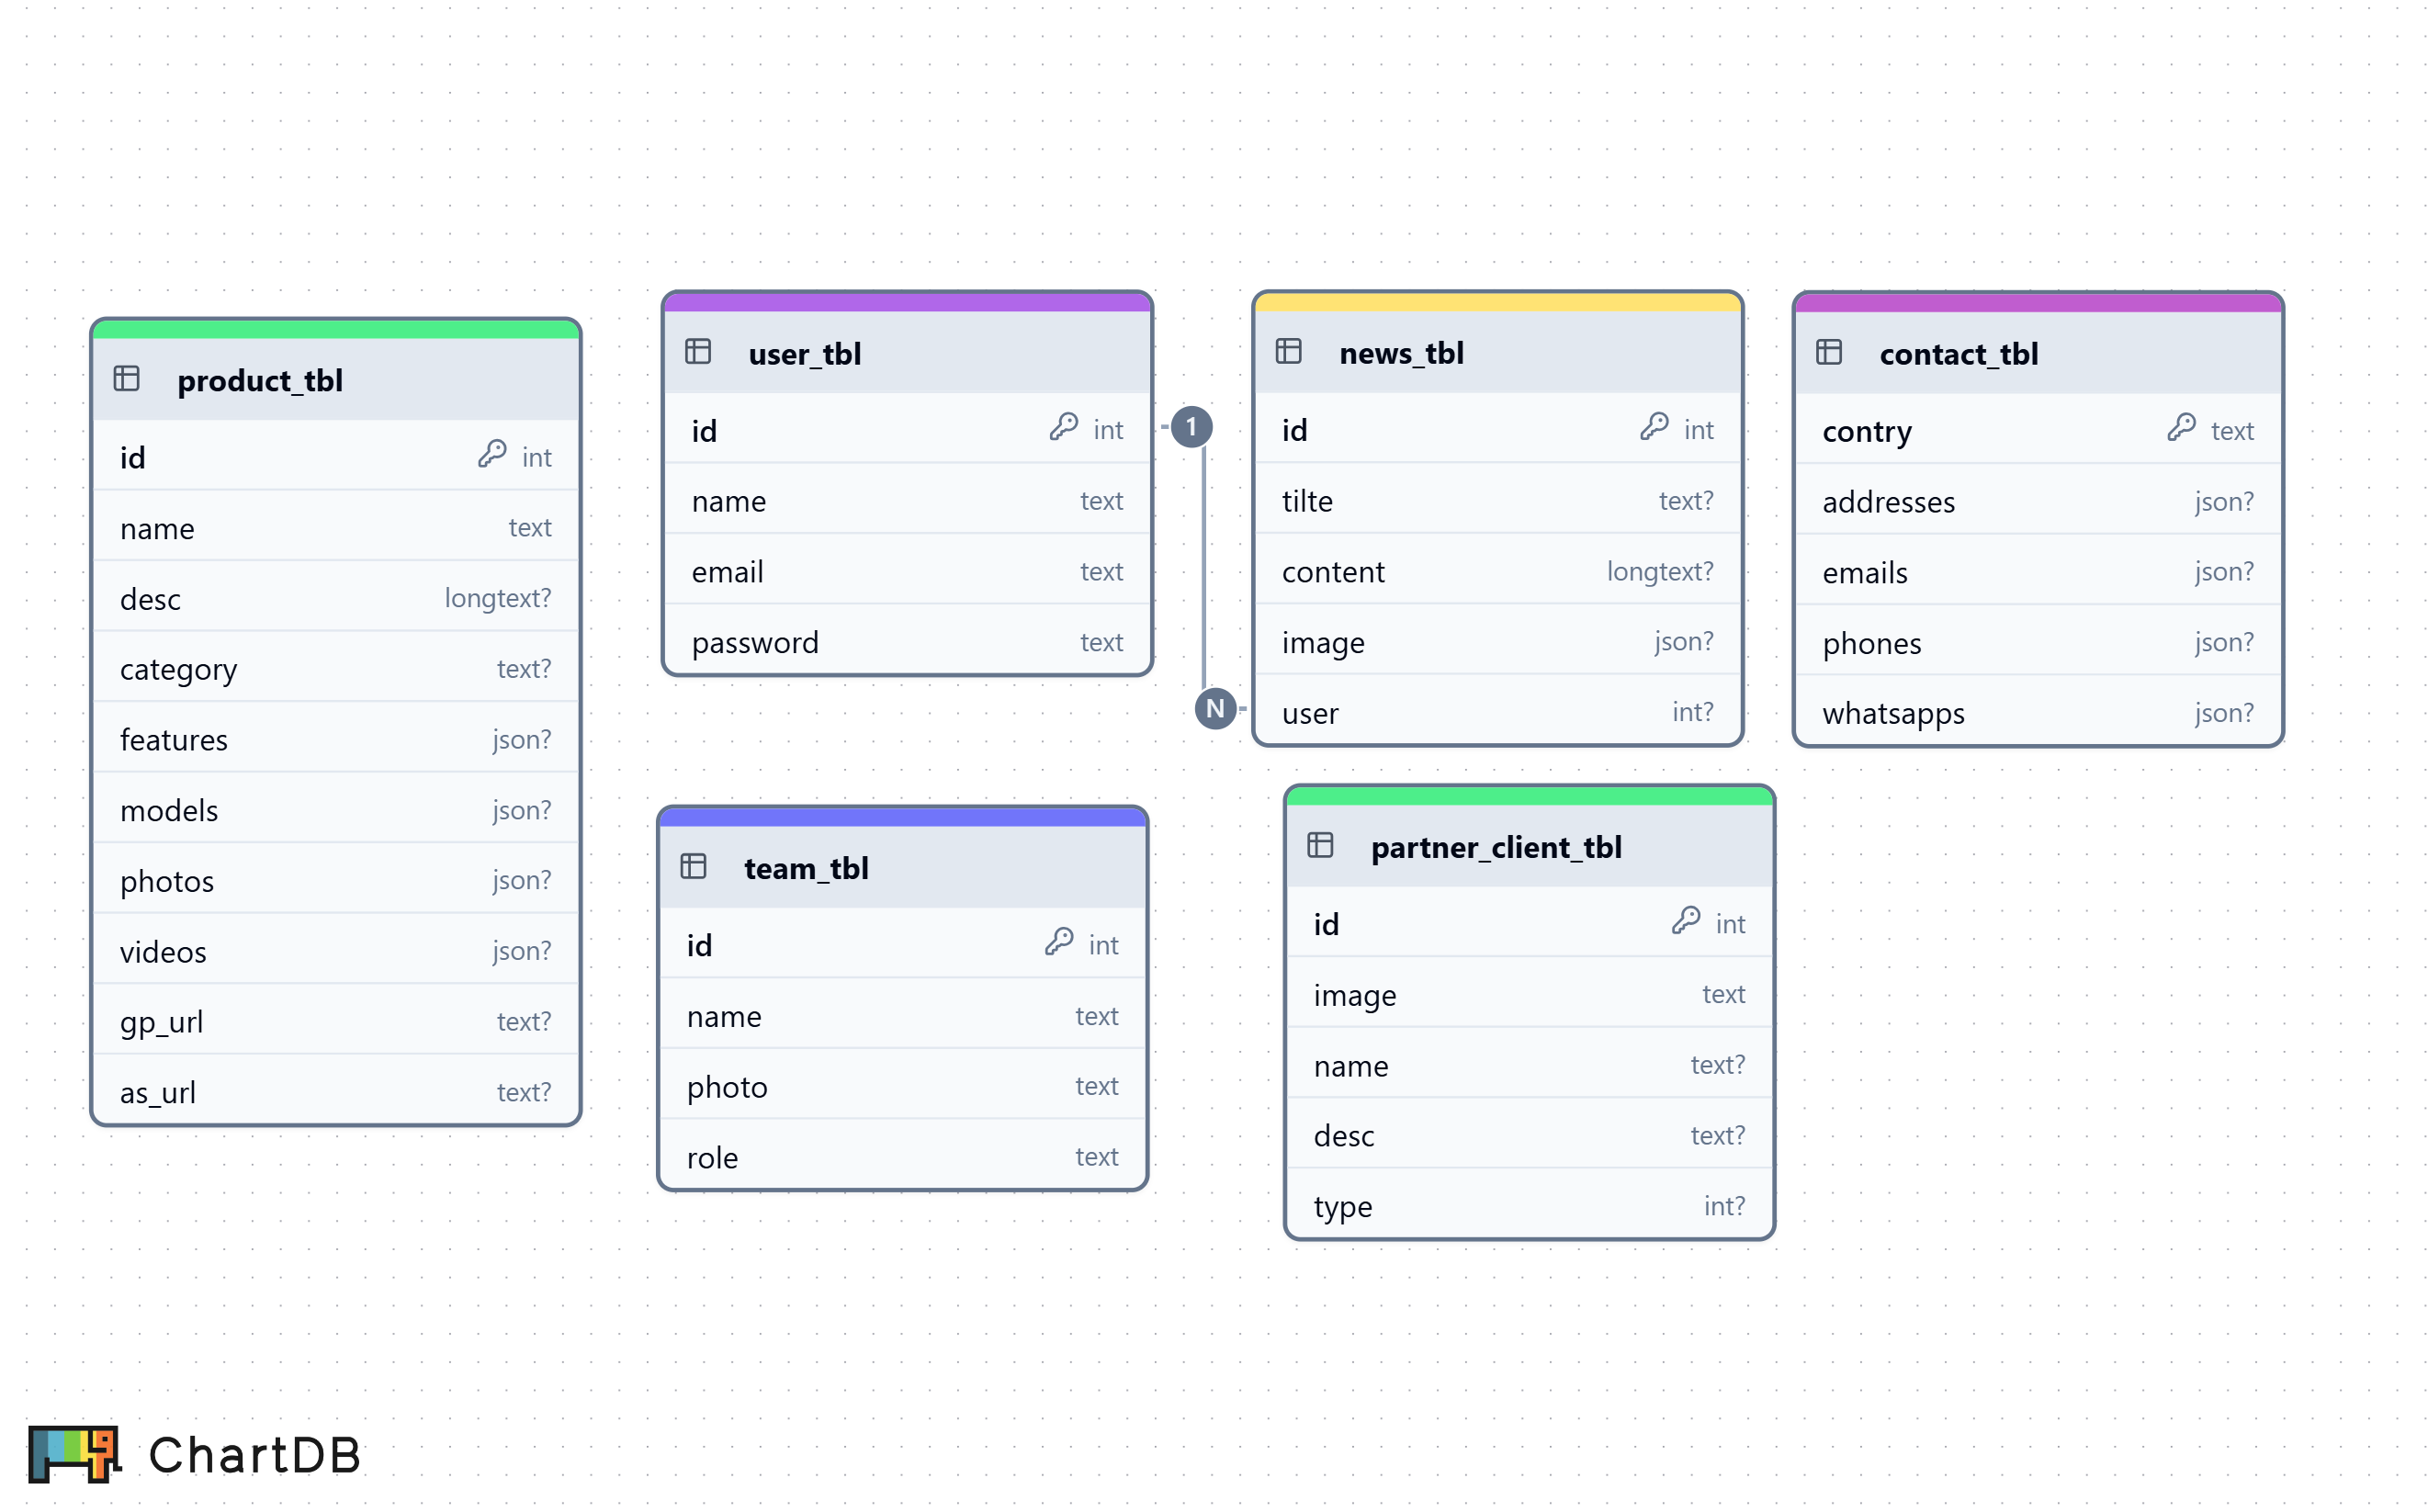 product_tbl
id int
name text
desc longtext?
category text?
features json?
models json?
photos json?
videos json?
gp_url text?
as_url text?
user_tbl
id int
name text
email text
password text
1
N
news_tbl
id int
tilte text?
content longtext?
image json?
user int?
contact_tbl
contry text
addresses json?
emails json?
phones json?
whatsapps json?
team_tbl
id int
name text
photo text
role text
partner_client_tbl
id int
image text
name text?
desc text?
type int?
ChartDB